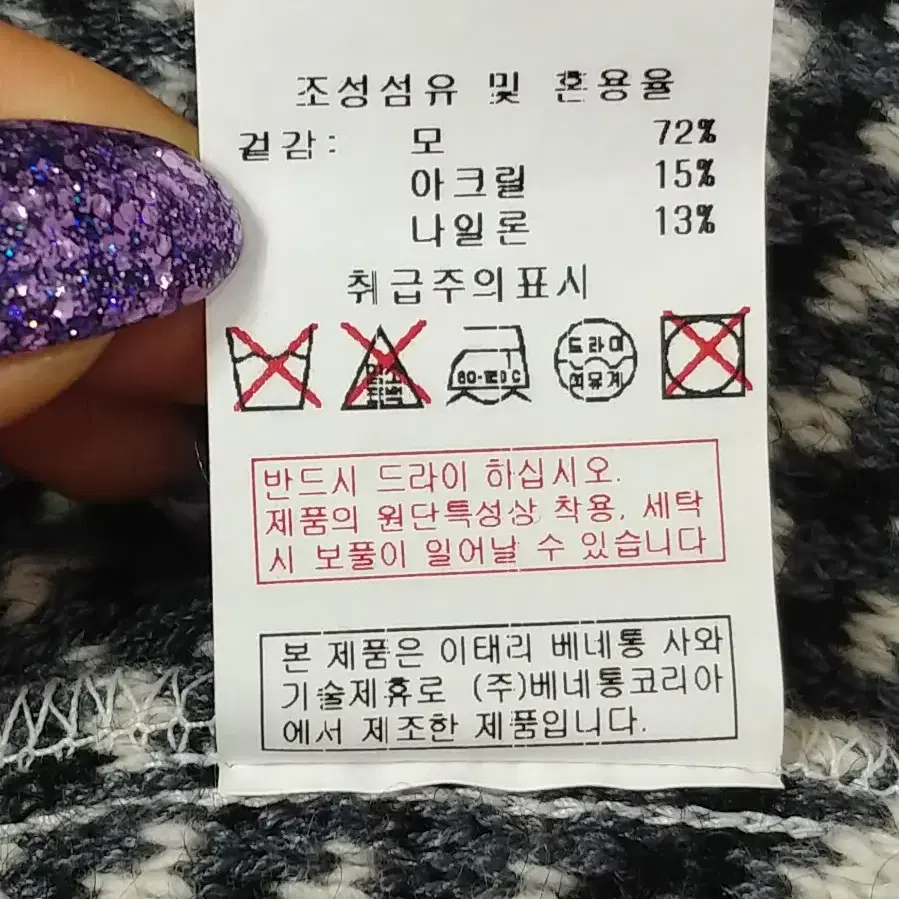 조성섬유 및 혼용율
겉감: 모 72%
아크릴 15%
나일론 13%
취급주의표시
80-120 C 드라이
석유계
반드시 드라이 하십시오.
제품의 원단특성상 착용, 세탁
시 보풀이 일어날 수 있습니다
본 제품은 이태리 베네통 사와
기술제휴로 (주)베네통코리아
에서 제조한 제품입니다.